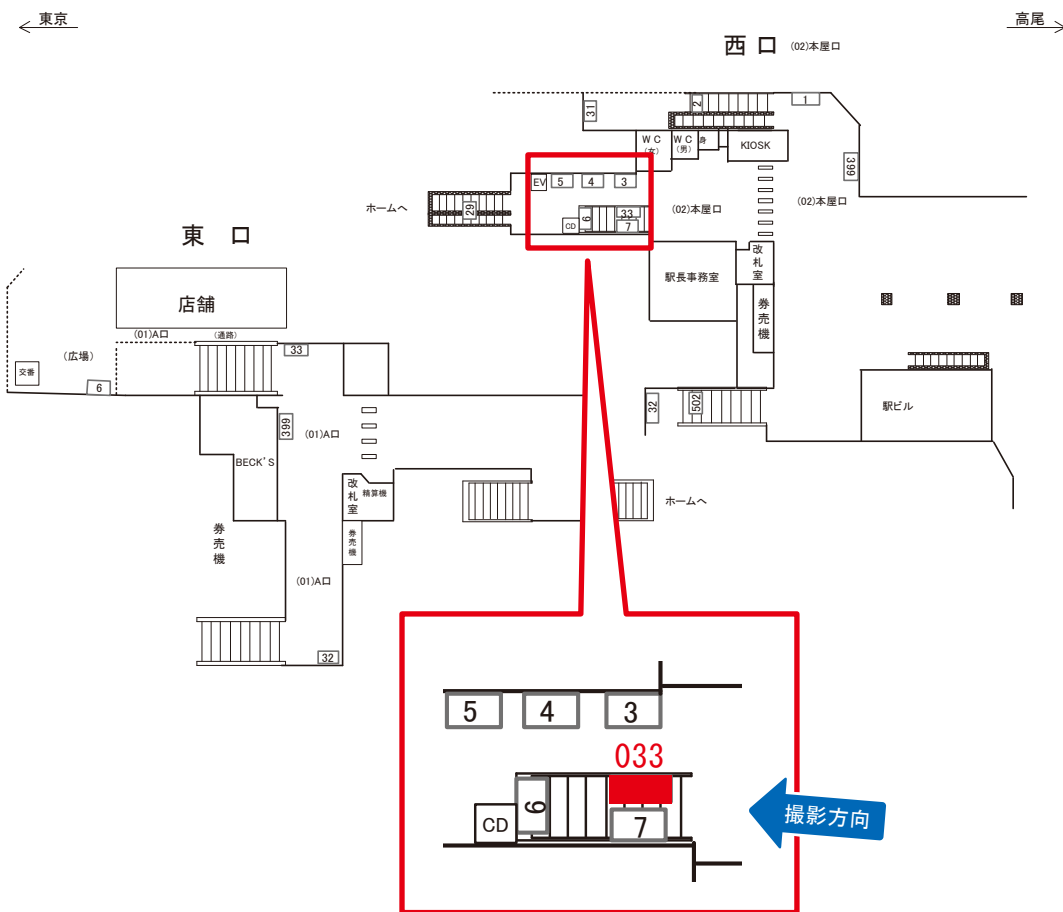 東京
高尾
西口 (02)本屋口
31
2
1
WC
(女)
WC
(男)
身
KIOSK
399
EV
5
4
3
ホームへ
29
(02)本屋口
(02)本屋口
33
6
7
CD
東口
改札室
駅長事務室
券売機
店舗
(01)A口
(通路)
(広場)
33
交番
6
32
502
駅ビル
399
(01)A口
BECK'S
改札室
精算機
ホームへ
券売機
券売機
(01)A口
32
5
4
3
033
6
CD
7
撮影方向